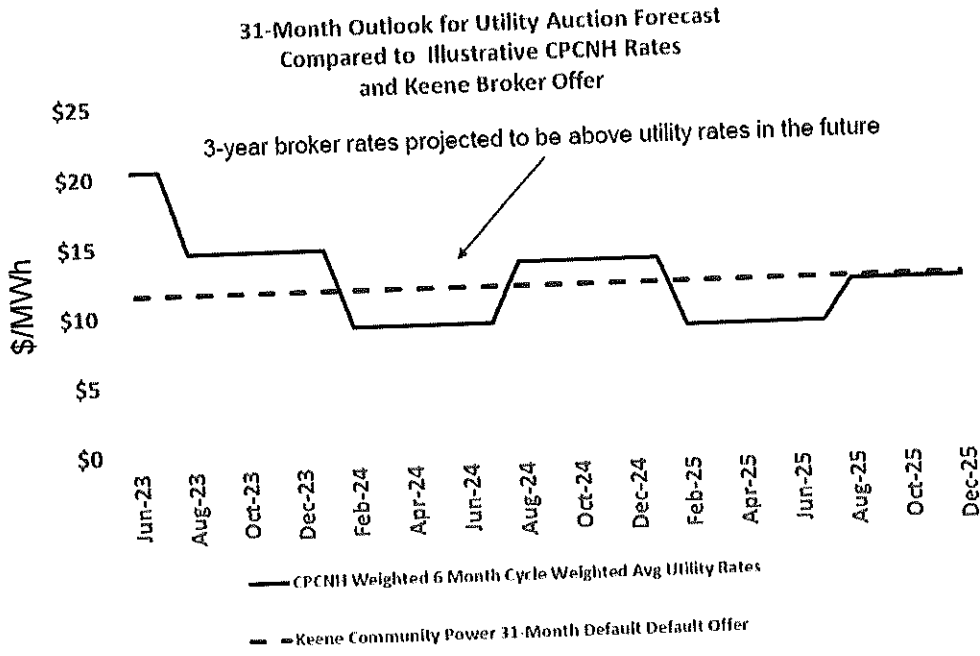 31-Month Outlook for Utility Auction Forecast
Compared to Illustrative CPCNH Rates
and Keene Broker Offer
3-year broker rates projected to be above utility rates in the future
$/MWh
$25
$20
$15
$10
$5
$0
Jun-23
Aug-23
Oct-23
Dec-23
Feb-24
Apr-24
Jun-24
Aug-24
Oct-24
Dec-24
Feb-25
Apr-25
Jun-25
Aug-25
Oct-25
Dec-25
CPCNH Weighted 6 Month Cycle Weighted Avg Utility Rates
Keene Community Power 31-Month Default Default Offer